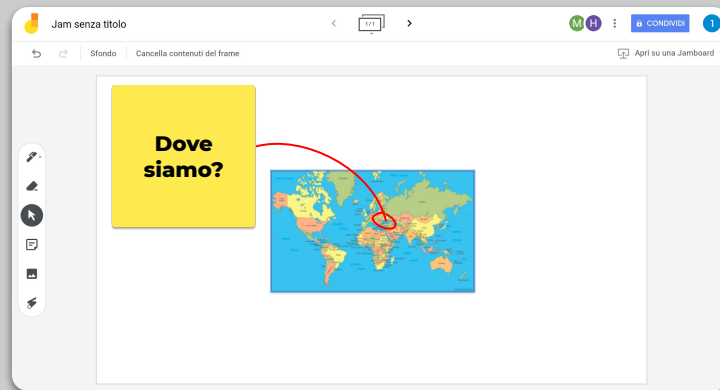 Jam senza titolo
1/1
M H
CONDIVIDI
1
Sfondo
Cancella contenuti del frame
Apri su una Jamboard
Dove
siamo?